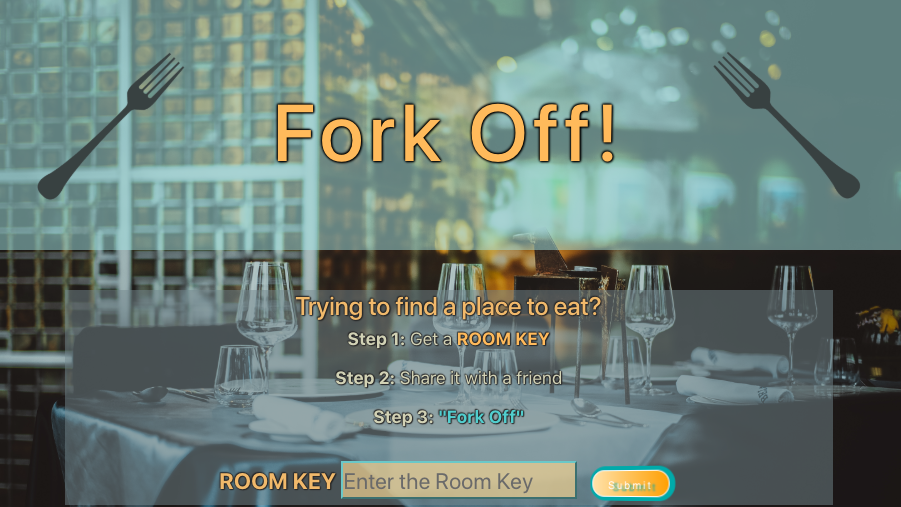 Fork Off!
Trying to find a place to eat?
Step 1: Get a ROOM KEY
Step 2: Share it with a friend
Step 3: "Fork Off"
ROOM KEY Enter the Room Key Submit